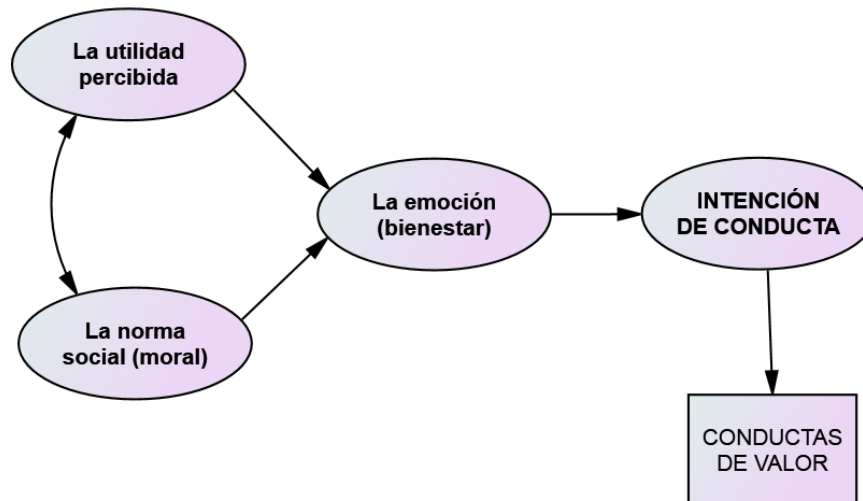 La utilidad
percibida
La emoción
(bienestar)
INTENCIÓN
DE CONDUCTA
La norma
social (moral)
CONDUCTAS
DE VALOR